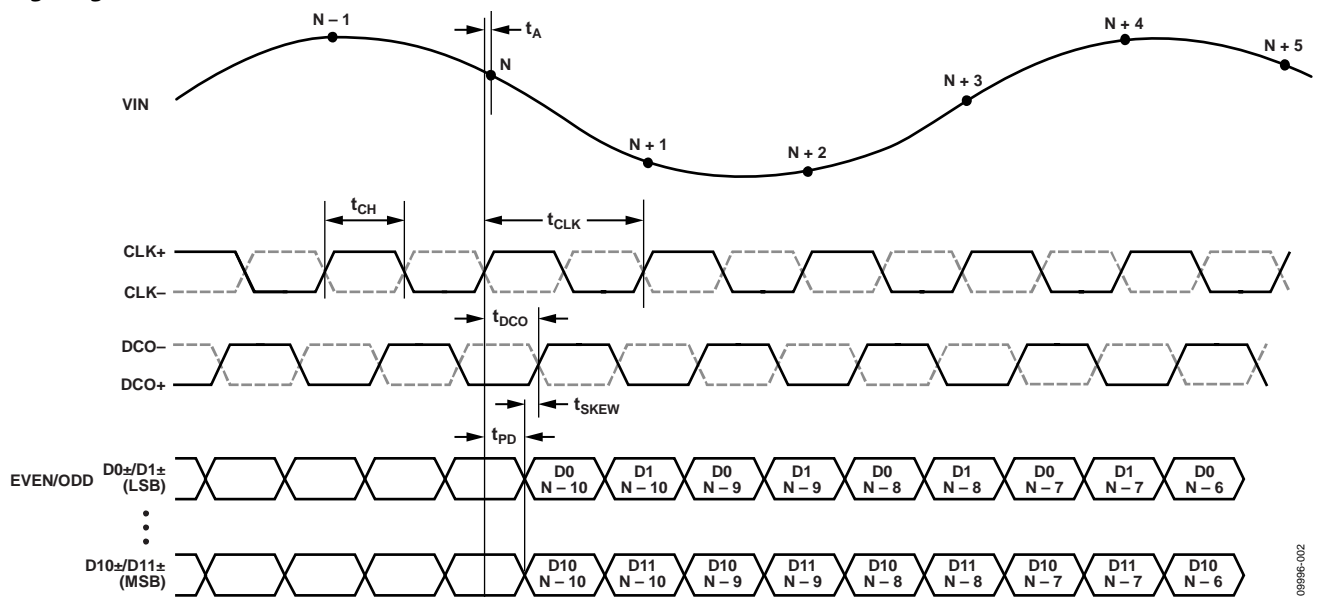 N – 1
t_A
N
N + 4
N + 5
N + 3
VIN
N + 1
N + 2
t_CH
t_CLK
CLK+
CLK–
t_DCO
DCO–
DCO+
t_SKEW
t_PD
EVEN/ODD
D0±/D1±
(LSB)
D0 D1 D0 D1 D0 D1 D0 D1 D0
N – 10 N – 10 N – 9 N – 9 N – 8 N – 8 N – 7 N – 7 N – 6
D10±/D11±
(MSB)
D10 D11 D10 D11 D10 D11 D10 D11 D10
N – 10 N – 10 N – 9 N – 9 N – 8 N – 8 N – 7 N – 7 N – 6
09996-002